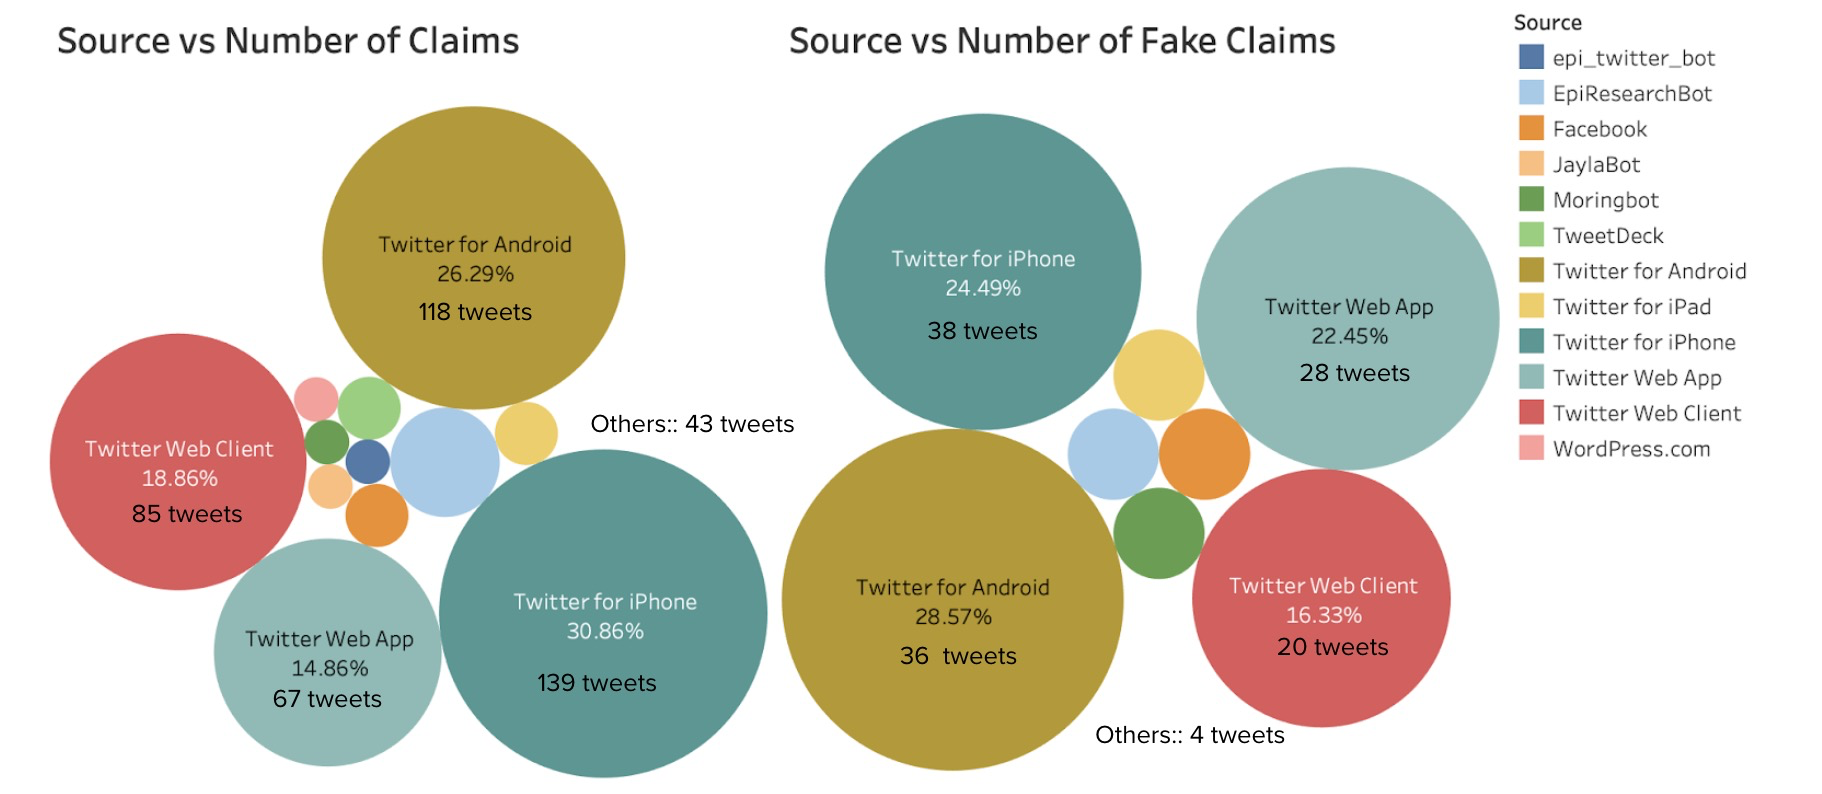 Source vs Number of Claims
Twitter for Android
26.29%
118 tweets
Twitter Web Client
18.86%
85 tweets
Others:: 43 tweets
Twitter for iPhone
30.86%
139 tweets
Twitter Web App
14.86%
67 tweets
Source vs Number of Fake Claims
Twitter for iPhone
24.49%
38 tweets
Twitter Web App
22.45%
28 tweets
Twitter for Android
28.57%
36 tweets
Twitter Web Client
16.33%
20 tweets
Others:: 4 tweets
Source
epi_twitter_bot
EpiResearchBot
Facebook
JaylaBot
Moringbot
TweetDeck
Twitter for Android
Twitter for iPad
Twitter for iPhone
Twitter Web App
Twitter Web Client
WordPress.com